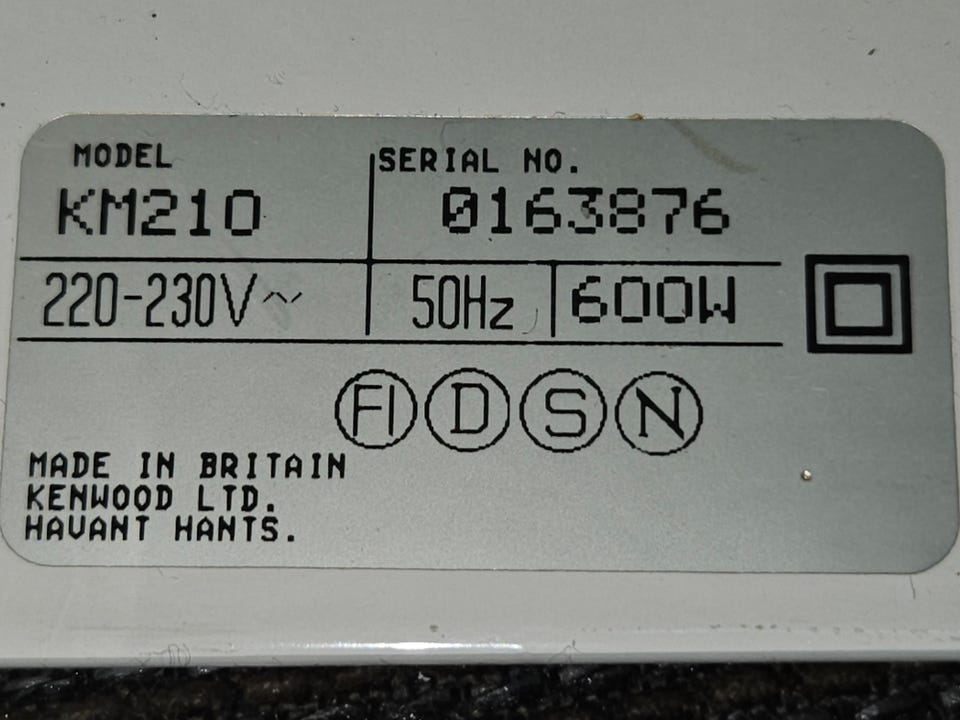 MODEL
SERIAL NO.
KM210
0163876
220-230V~
50Hz
600W
FI D S N
MADE IN BRITAIN
KENWOOD LTD.
HAVANT HANTS.